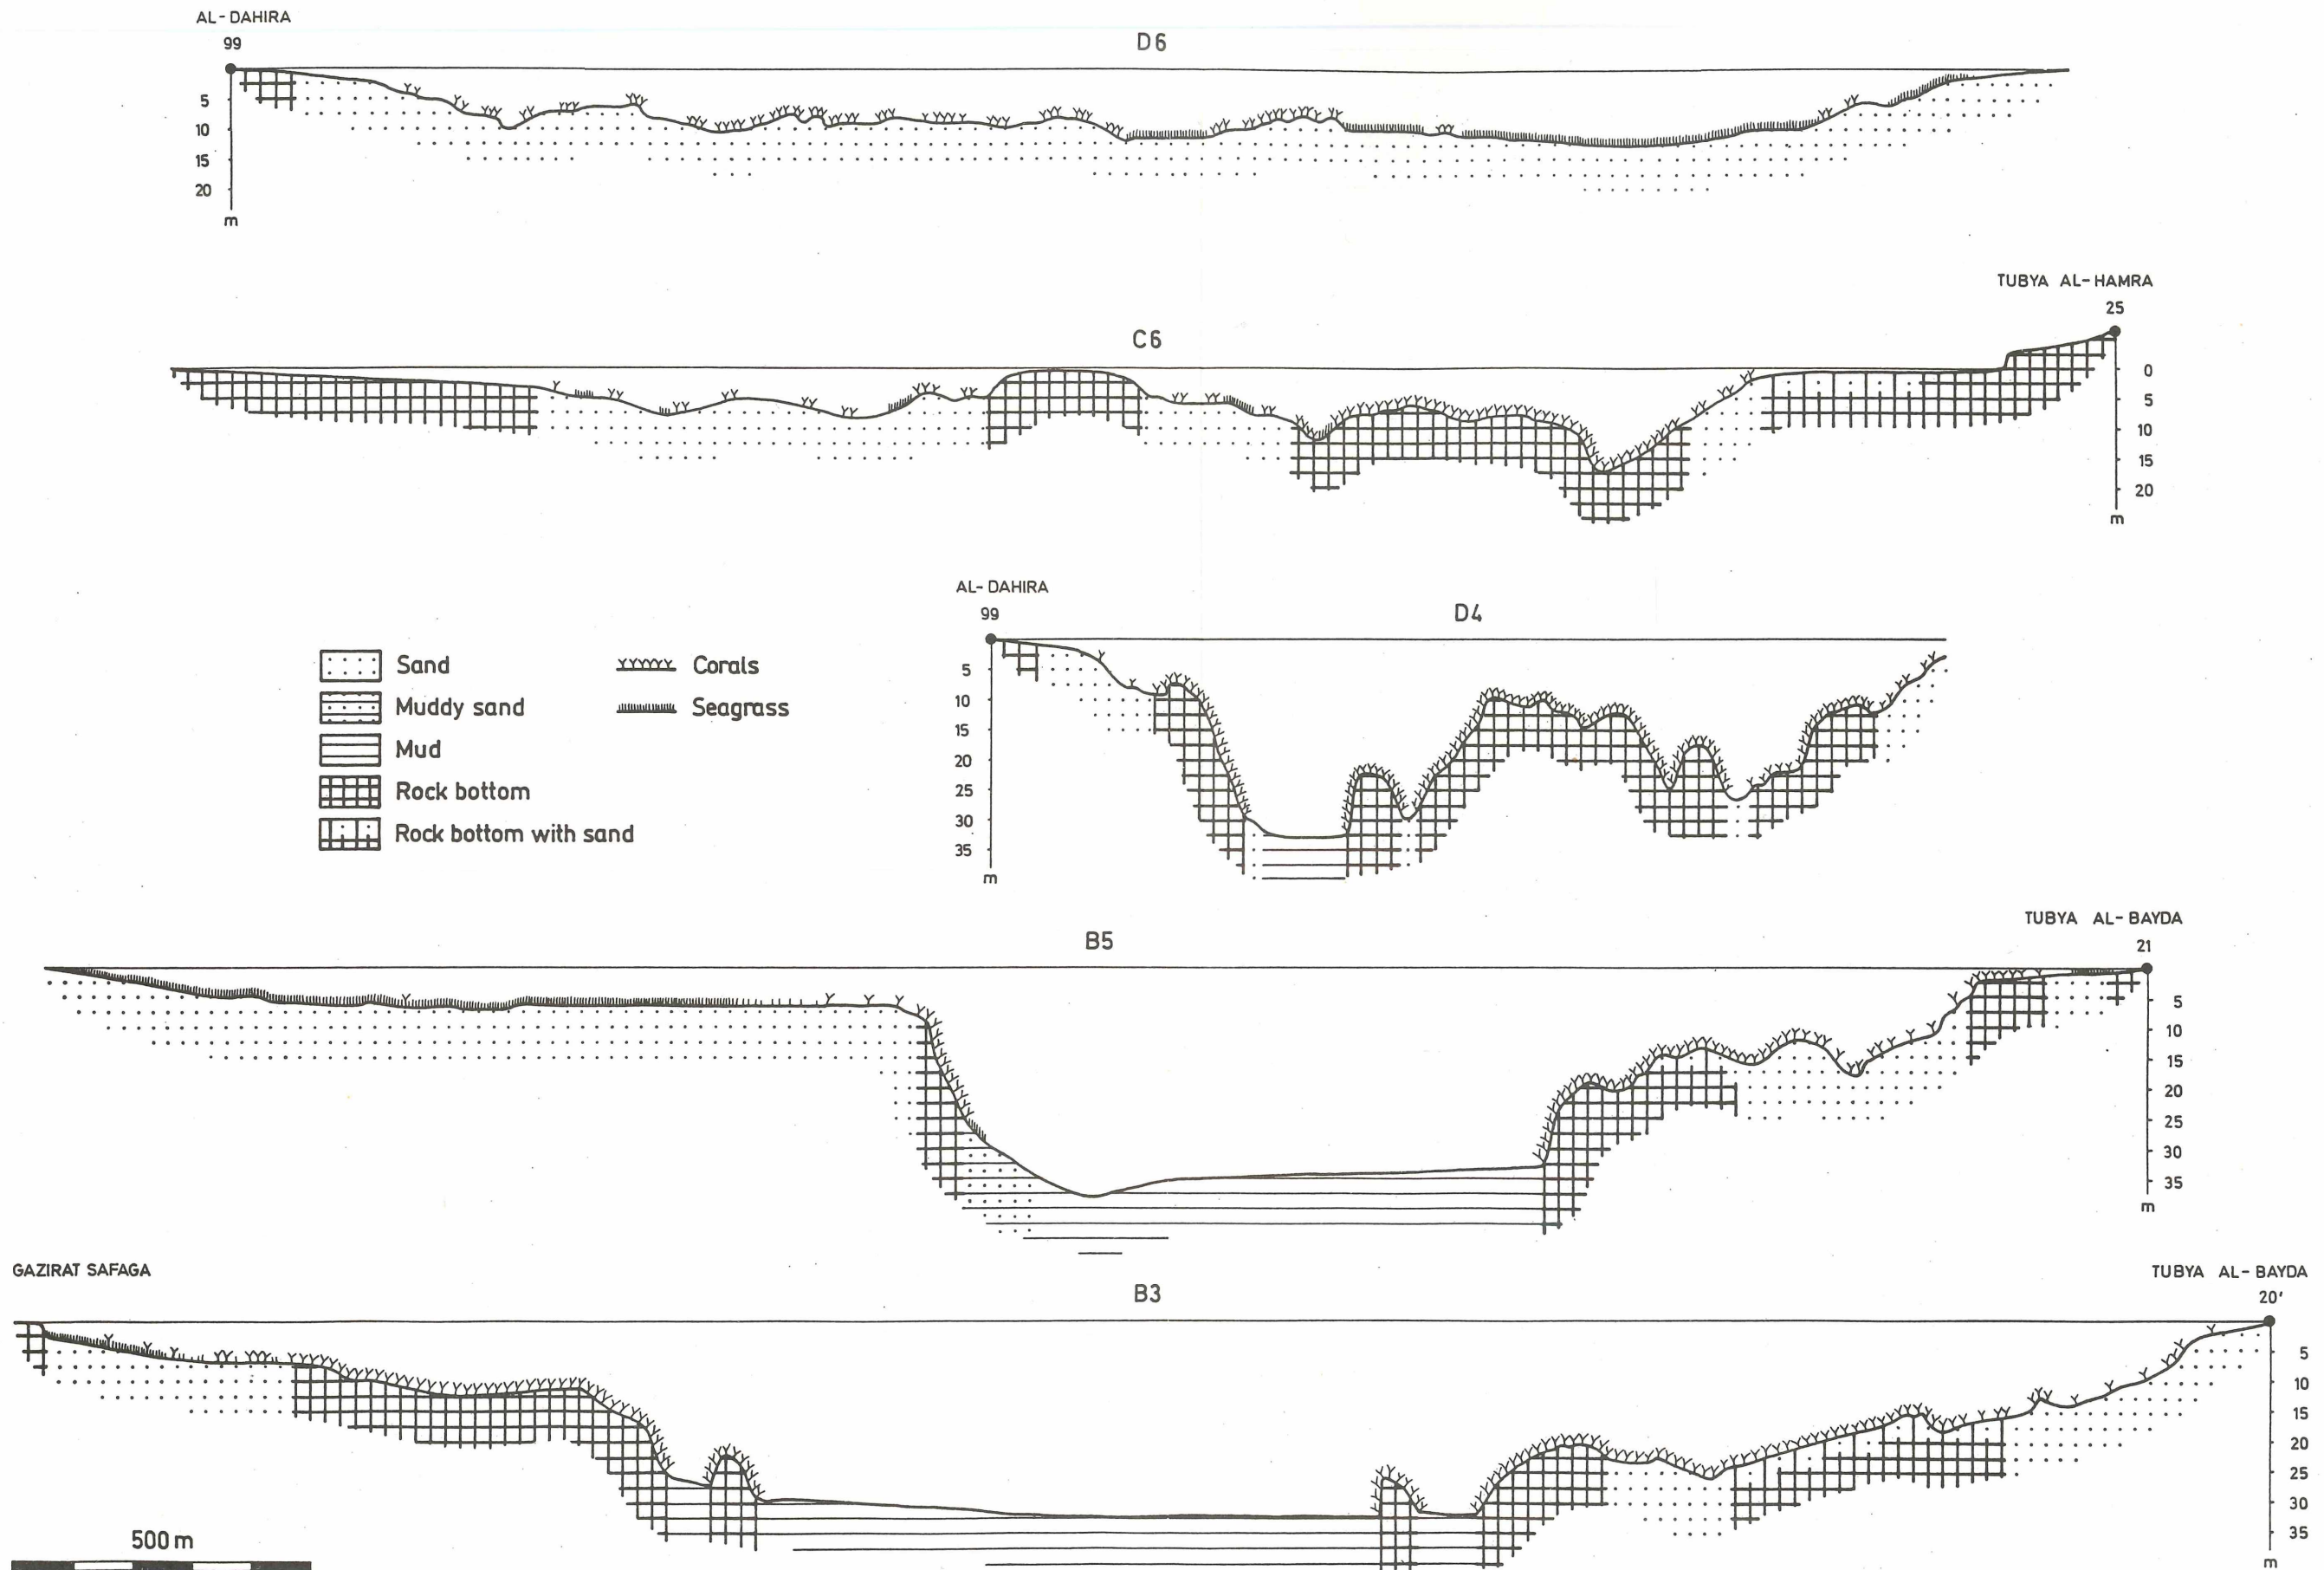 AL-DAHIRA
99
D6
5
10
15
20
m
TUBYA AL-HAMRA
25
C6
0
5
10
15
20
m
AL-DAHIRA
99
D4
5
10
15
20
25
30
35
m
Sand
Muddy sand
Mud
Rock bottom
Rock bottom with sand
Corals
Seagrass
TUBYA AL-BAYDA
21
B5
5
10
15
20
25
30
35
m
GAZIRAT SAFAGA
TUBYA AL-BAYDA
20'
B3
5
10
15
20
25
30
35
m
500 m